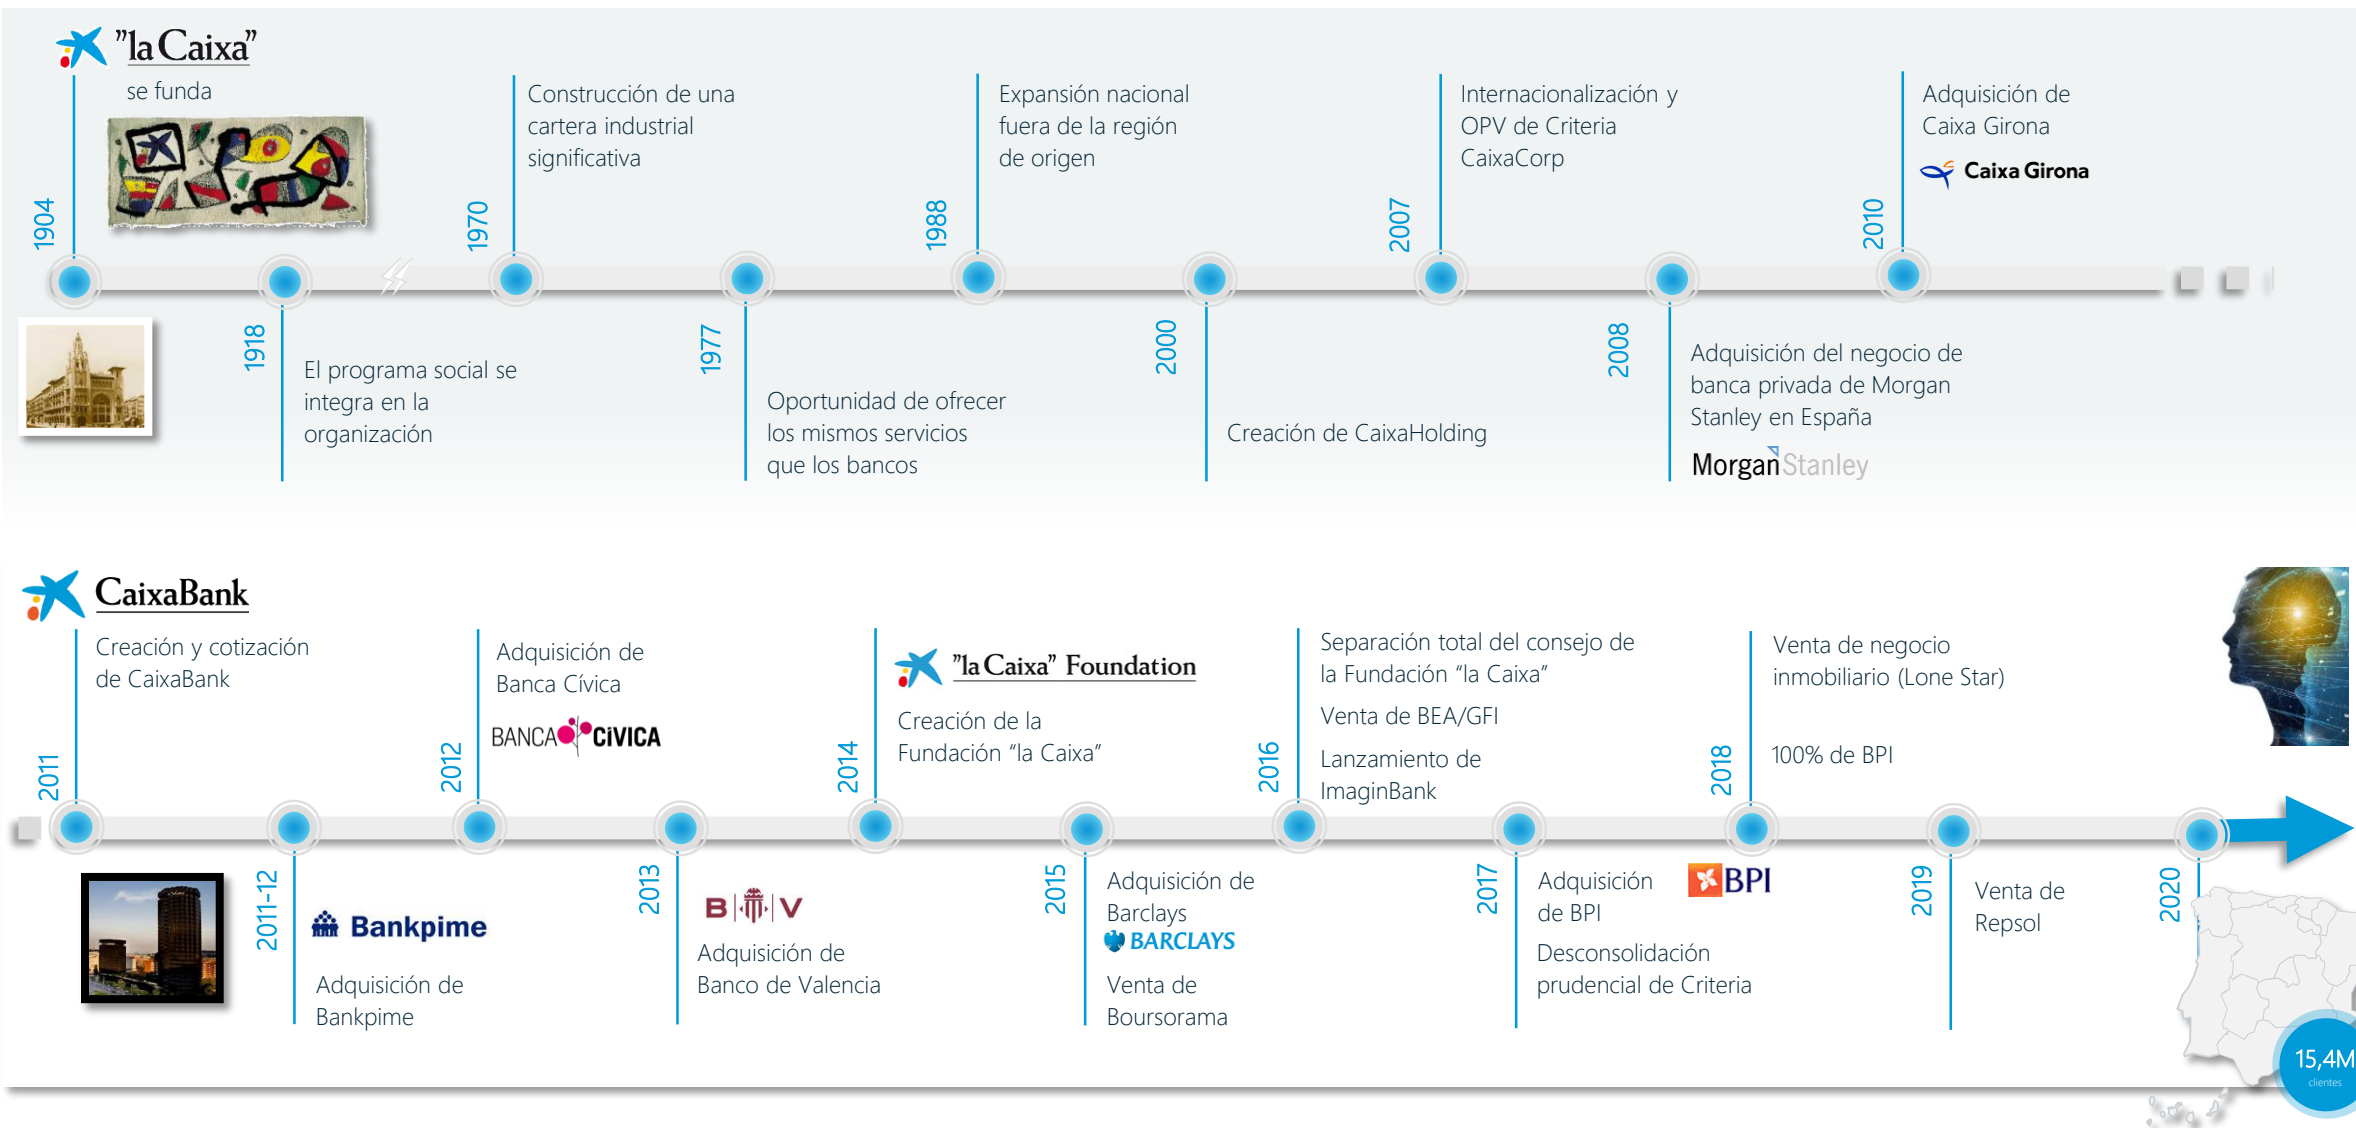 "la Caixa"
se funda
1904
1918
El programa social se
integra en la
organización
1970
Construcción de una
cartera industrial
significativa
1977
Oportunidad de ofrecer
los mismos servicios
que los bancos
1988
Expansión nacional
fuera de la región
de origen
2000
Creación de CaixaHolding
2007
Internacionalización y
OPV de Criteria
CaixaCorp
2008
Adquisición del negocio de
banca privada de Morgan
Stanley en España
Morgan Stanley
2010
Adquisición de
Caixa Girona
Caixa Girona
CaixaBank
2011
Creación y cotización
de CaixaBank
2011-12
Bankpime
Adquisición de
Bankpime
2012
Adquisición de
Banca Cívica
BANCA CÍVICA
2013
B V
Adquisición de
Banco de Valencia
2014
"la Caixa" Foundation
Creación de la
Fundación “la Caixa”
2015
Adquisición de
Barclays
BARCLAYS
Venta de
Boursorama
2016
Separación total del consejo de
la Fundación “la Caixa”
Venta de BEA/GFI
Lanzamiento de
ImaginBank
2017
Adquisición
de BPI
BPI
Desconsolidación
prudencial de Criteria
2018
Venta de negocio
inmobiliario (Lone Star)
100% de BPI
2019
Venta de
Repsol
2020
15,4M
clientes